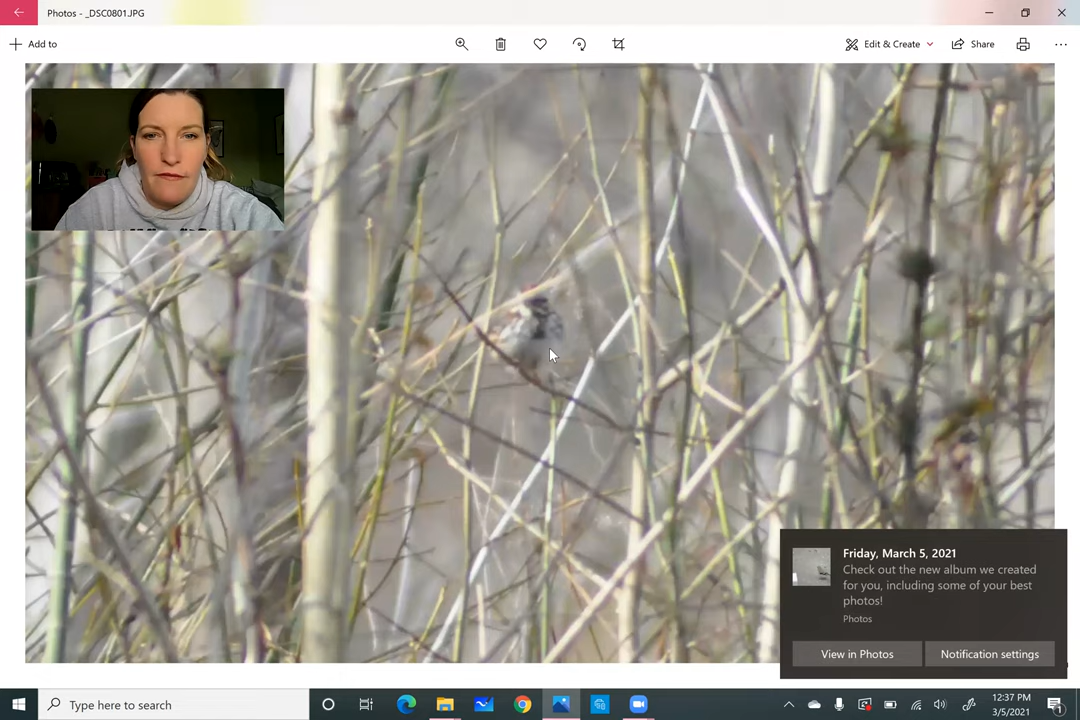 Photos - _DSC0801.JPG
Add to
Edit & Create
Share
Friday, March 5, 2021
Check out the new album we created
for you, including some of your best
photos!
Photos
View in Photos
Notification settings
Type here to search
12:37 PM
3/5/2021
1